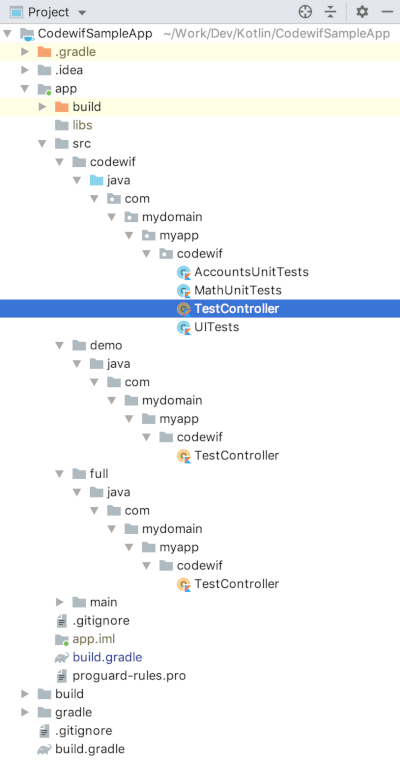 Project
CodewifSampleApp ~/Work/Dev/Kotlin/CodewifSampleApp
.gradle
.idea
app
build
libs
src
codewif
java
com
mydomain
myapp
codewif
AccountsUnitTests
MathUnitTests
TestController
UITests
demo
java
com
mydomain
myapp
codewif
TestController
full
java
com
mydomain
myapp
codewif
TestController
main
.gitignore
app.iml
build.gradle
proguard-rules.pro
build
gradle
.gitignore
build.gradle